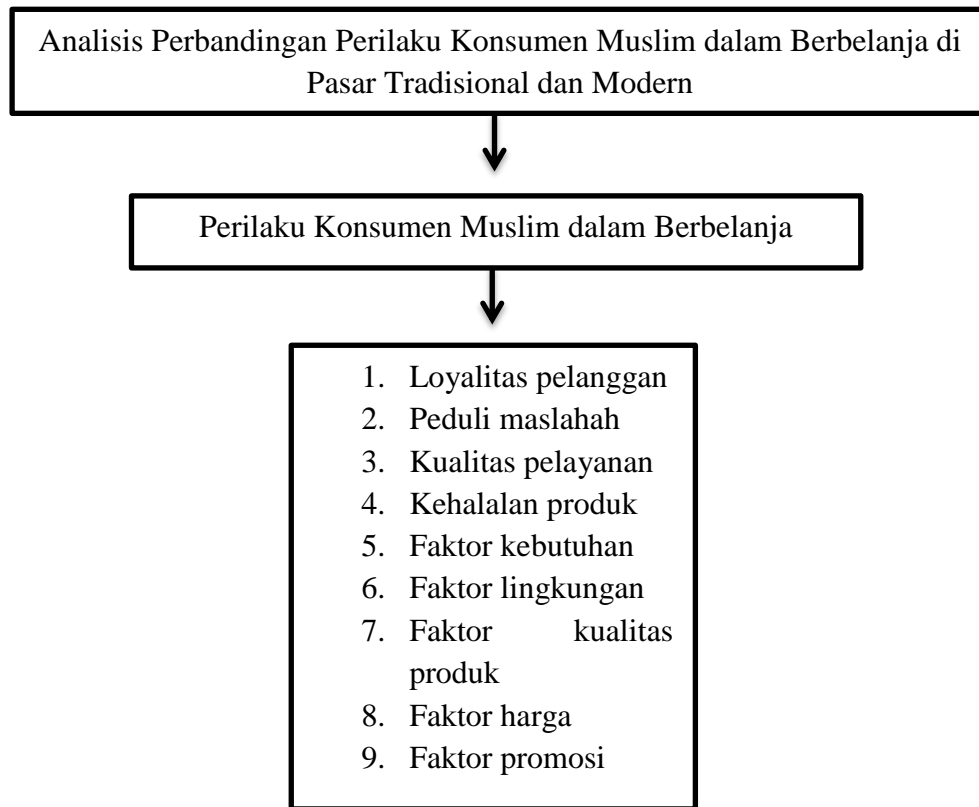 Analisis Perbandingan Perilaku Konsumen Muslim dalam Berbelanja di
Pasar Tradisional dan Modern
Perilaku Konsumen Muslim dalam Berbelanja
1. Loyalitas pelanggan
2. Peduli maslahah
3. Kualitas pelayanan
4. Kehalalan produk
5. Faktor kebutuhan
6. Faktor lingkungan
7. Faktor kualitas
produk
8. Faktor harga
9. Faktor promosi